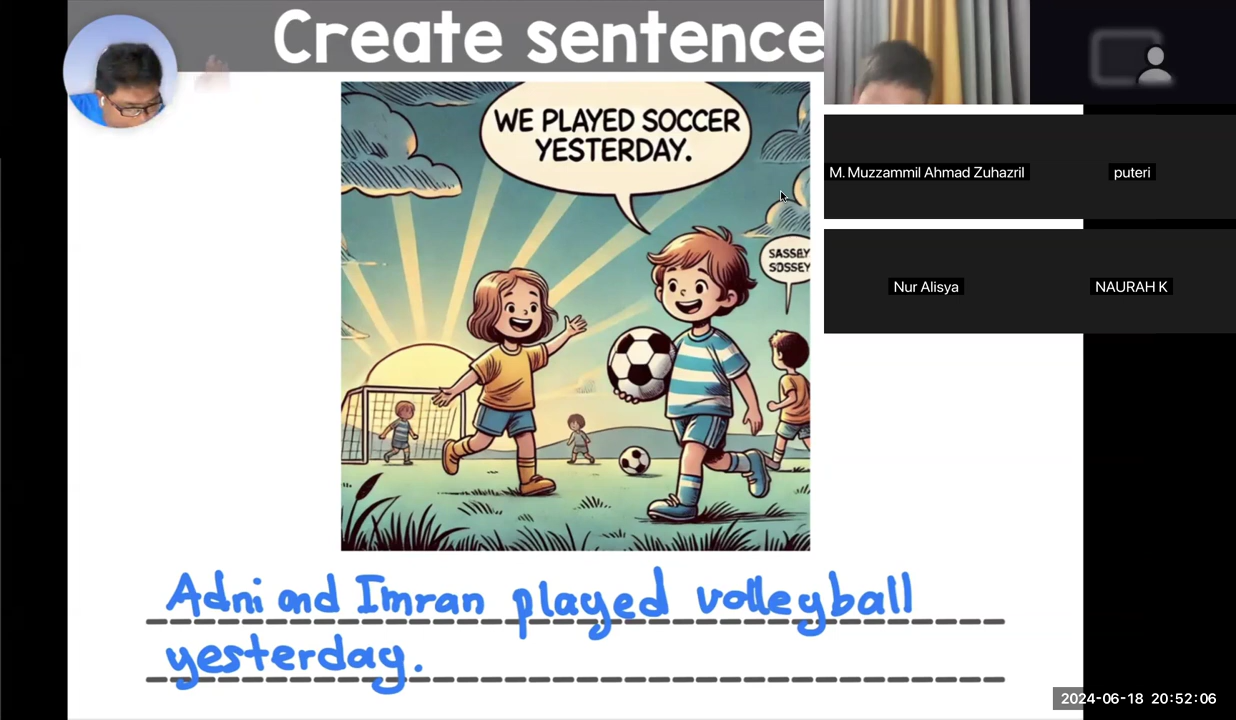 Create sentence
WE PLAYED SOCCER
YESTERDAY.
SASSBY
SOSSEY
M. Muzzammil Ahmad Zuhazril
puteri
Nur Alisya
NAURAH K
Adni and Imran played volleyball
yesterday.
2024-06-18 20:52:06